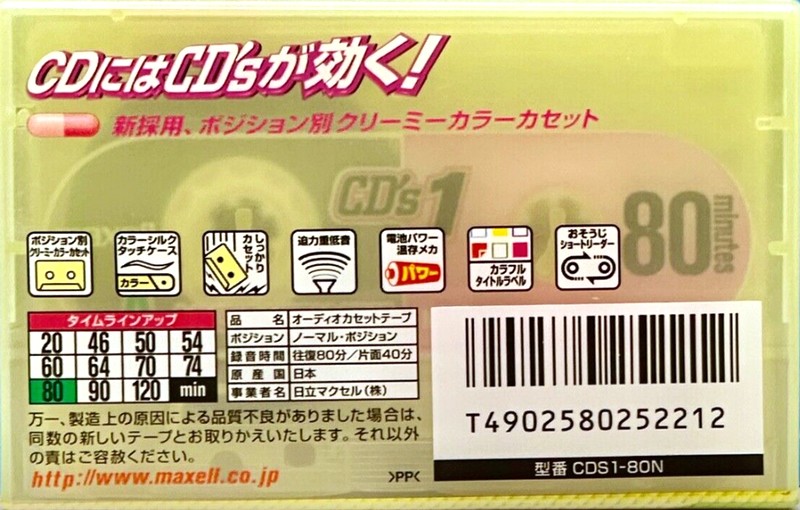 CDにはCD'sが効く!
新採用、ポジション別クリーミーカラーカセット
maxell
CD's 1
80 minutes
ポジション別
クリーミーカラーカセット
カラーシルク
タッチケース
カラー
しっかり
カセット
迫力重低音
電池パワー
温存メカ
パワー
カラフル
タイトルラベル
おそうじ
ショートリーダー
タイムラインアップ
20 46 50 54
60 64 70 74
80 90 120 min
品名 オーディオカセットテープ
ポジション ノーマル・ポジション
録音時間 往復80分/片面40分
原産国 日本
事業者名 日立マクセル(株)
万一、製造上の原因による品質不良がありました場合は、
同数の新しいテープとお取りかえいたします。それ以外
の責はご容赦ください。
http://www.maxell.co.jp
>PP<
T4902580252212
型番 CDS1-80N